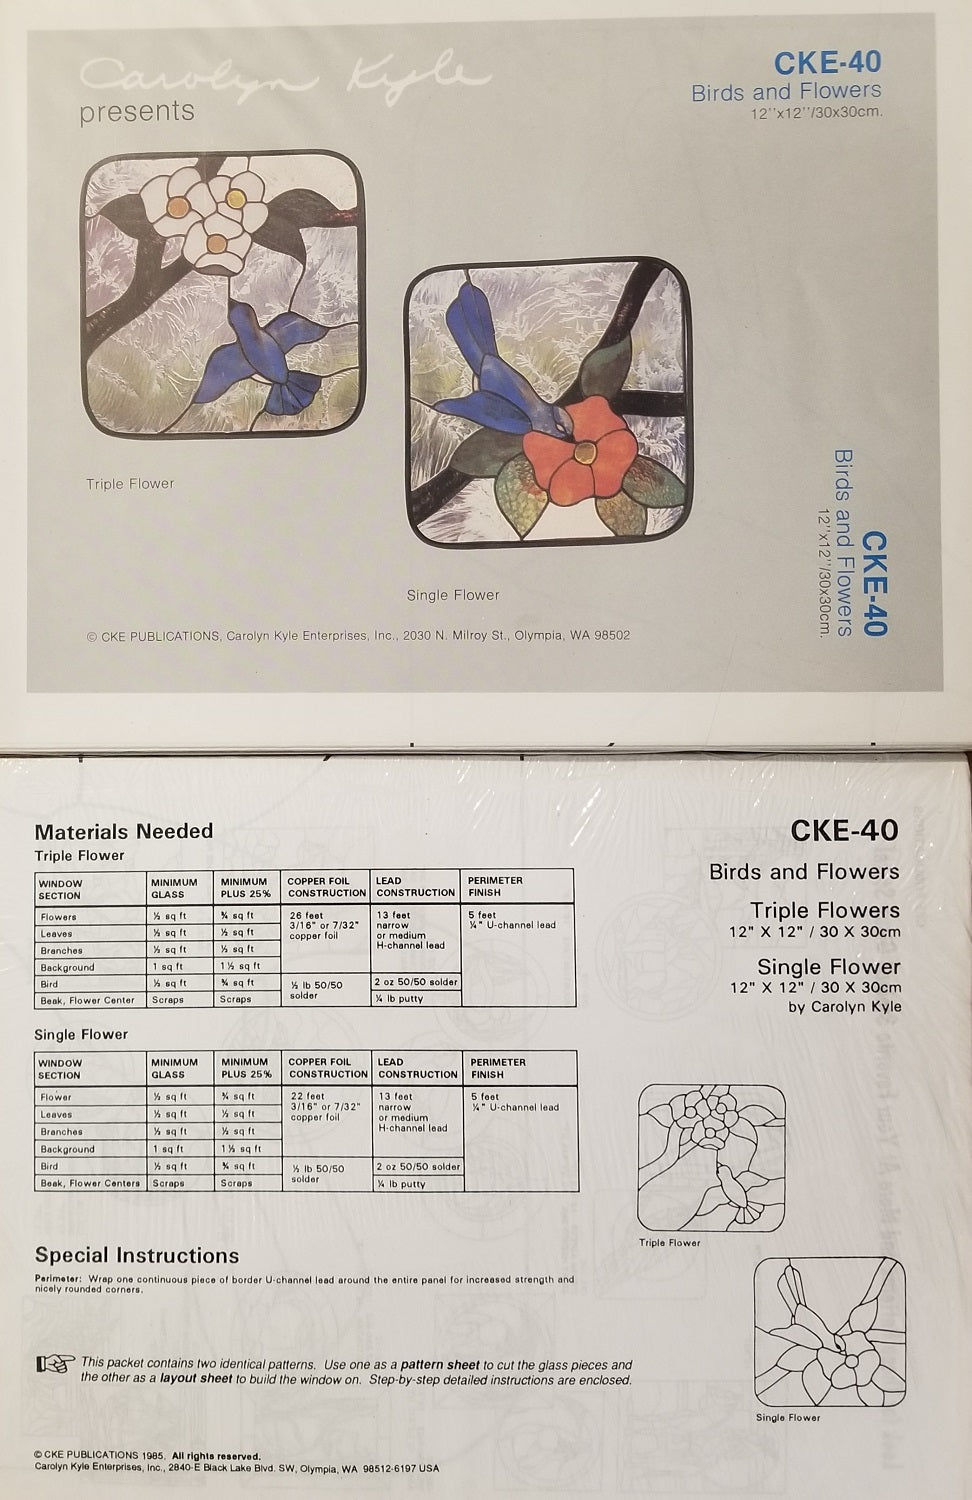 Carolyn Kyle
presents
CKE-40
Birds and Flowers
12''x12''/30x30cm.
Triple Flower
Single Flower
CKE-40
Birds and Flowers
12''x12''/30x30cm.
© CKE PUBLICATIONS, Carolyn Kyle Enterprises, Inc., 2030 N. Milroy St., Olympia, WA 98502
Materials Needed
Triple Flower
WINDOW SECTION | MINIMUM GLASS | MINIMUM PLUS 25% | COPPER FOIL CONSTRUCTION | LEAD CONSTRUCTION | PERIMETER FINISH
Flowers | ½ sq ft | ¾ sq ft | 26 feet 3/16" or 7/32" copper foil | 13 feet narrow or medium H-channel lead | 5 feet ¼" U-channel lead
Leaves | ½ sq ft | ½ sq ft
Branches | ½ sq ft | ½ sq ft
Background | 1 sq ft | 1½ sq ft
Bird | ½ sq ft | ¾ sq ft | ½ lb 50/50 solder | 2 oz 50/50 solder
Beak, Flower Center | Scraps | Scraps | ¼ lb putty
Single Flower
WINDOW SECTION | MINIMUM GLASS | MINIMUM PLUS 25% | COPPER FOIL CONSTRUCTION | LEAD CONSTRUCTION | PERIMETER FINISH
Flower | ½ sq ft | ¾ sq ft | 22 feet 3/16" or 7/32" copper foil | 13 feet narrow or medium H-channel lead | 5 feet ¼" U-channel lead
Leaves | ½ sq ft | ½ sq ft
Branches | ½ sq ft | ½ sq ft
Background | 1 sq ft | 1½ sq ft
Bird | ½ sq ft | ¾ sq ft | ½ lb 50/50 solder | 2 oz 50/50 solder
Beak, Flower Centers | Scraps | Scraps | ¼ lb putty
CKE-40
Birds and Flowers
Triple Flowers
12" X 12" / 30 X 30cm
Single Flower
12" X 12" / 30 X 30cm
by Carolyn Kyle
Triple Flower
Single Flower
Special Instructions
Perimeter: Wrap one continuous piece of border U-channel lead around the entire panel for increased strength and
nicely rounded corners.
This packet contains two identical patterns. Use one as a pattern sheet to cut the glass pieces and
the other as a layout sheet to build the window on. Step-by-step detailed instructions are enclosed.
© CKE PUBLICATIONS 1985. All rights reserved.
Carolyn Kyle Enterprises, Inc., 2840-E Black Lake Blvd. SW, Olympia, WA 98512-6197 USA